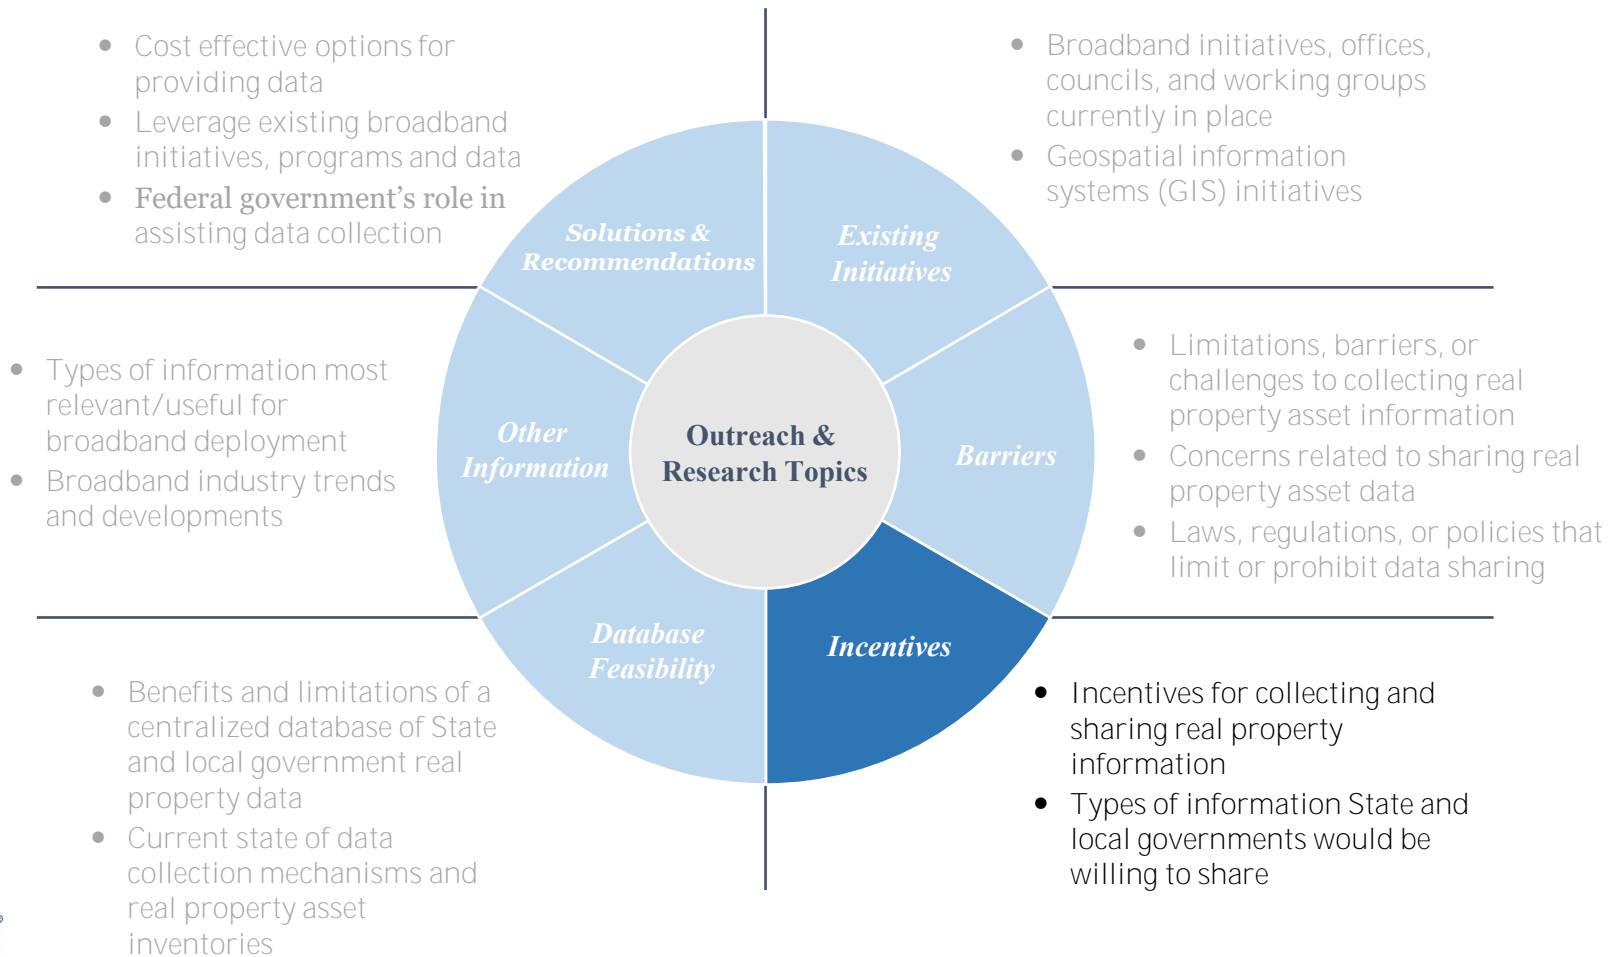 • Cost effective options for
providing data
• Leverage existing broadband
initiatives, programs and data
• Federal government’s role in
assisting data collection
• Broadband initiatives, offices,
councils, and working groups
currently in place
• Geospatial information
systems (GIS) initiatives
Solutions &
Recommendations
Existing
Initiatives
• Types of information most
relevant/useful for
broadband deployment
• Broadband industry trends
and developments
Other
Information
Outreach &
Research Topics
Barriers
• Limitations, barriers, or
challenges to collecting real
property asset information
• Concerns related to sharing real
property asset data
• Laws, regulations, or policies that
limit or prohibit data sharing
Database
Feasibility
Incentives
• Benefits and limitations of a
centralized database of State
and local government real
property data
• Current state of data
collection mechanisms and
real property asset
inventories
• Incentives for collecting and
sharing real property
information
• Types of information State and
local governments would be
willing to share